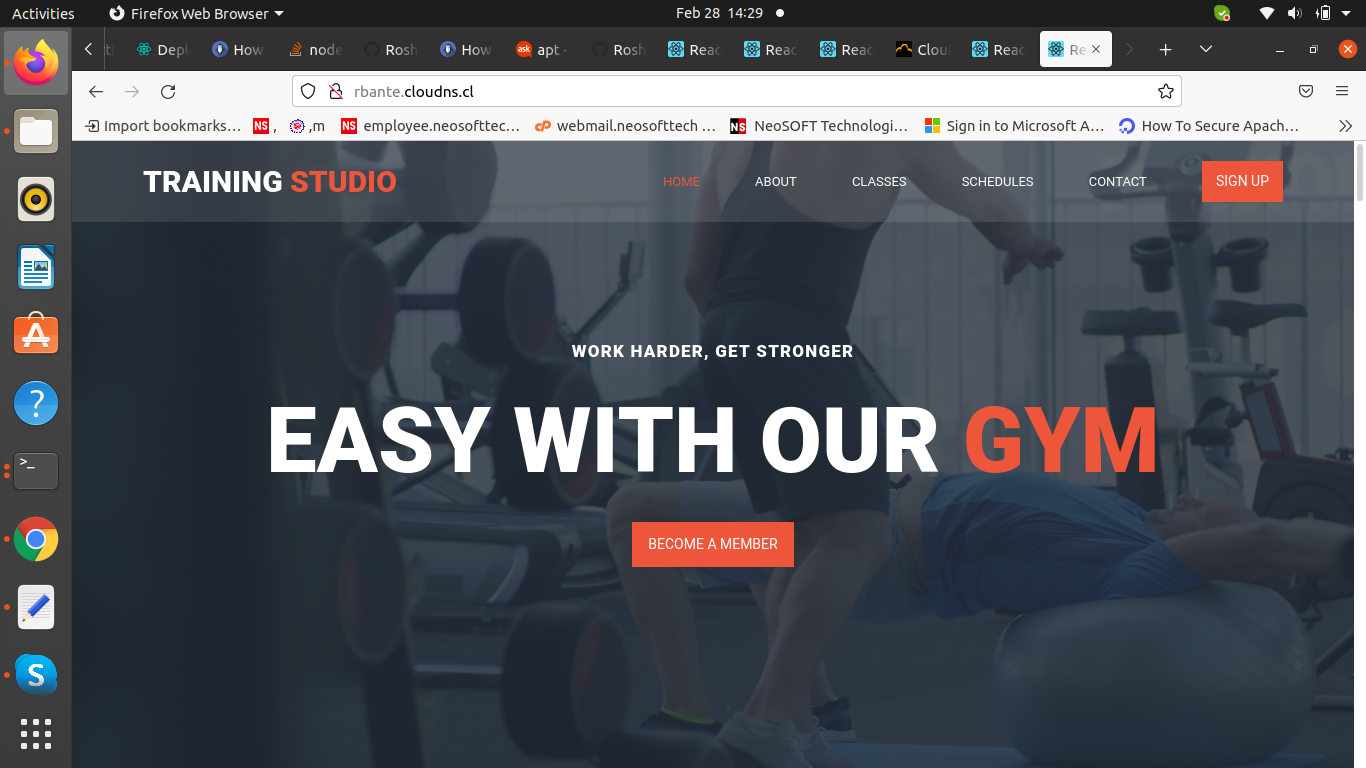 Activities Firefox Web Browser Feb 28 14:29
Depl How node Rosh How apt - Rosh Reac Reac Reac Clou Reac Re
rbante.cloudns.cl
Import bookmarks... , ,m employee.neosofttec... webmail.neosofttech ... NeoSOFT Technologi... Sign in to Microsoft A... How To Secure Apach...
TRAINING STUDIO HOME ABOUT CLASSES SCHEDULES CONTACT SIGN UP
WORK HARDER, GET STRONGER
EASY WITH OUR GYM
BECOME A MEMBER